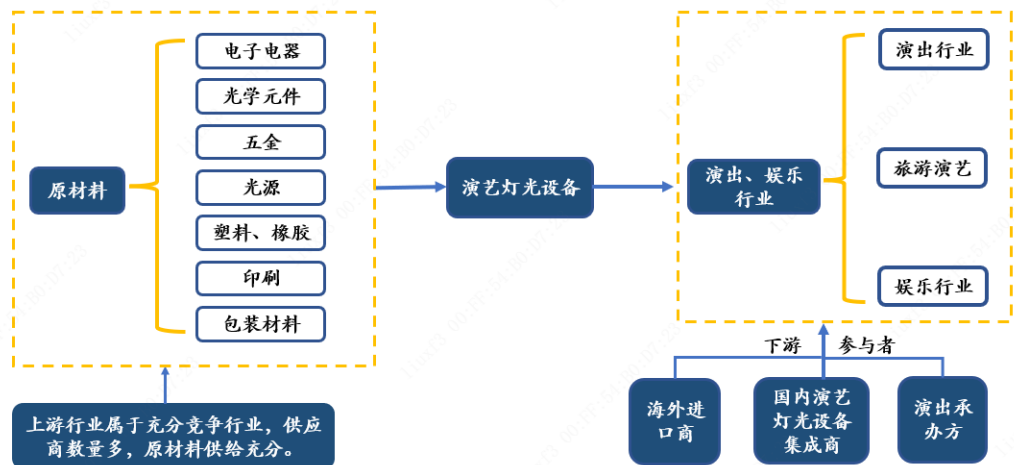 原材料
电子电器
光学元件
五金
光源
塑料、橡胶
印刷
包装材料
上游行业属于充分竞争行业，供应
商数量多，原材料供给充分。
演艺灯光设备
演出、娱乐
行业
演出行业
旅游演艺
娱乐行业
下游
参与者
海外进
口商
国内演艺
灯光设备
集成商
演出承
办方